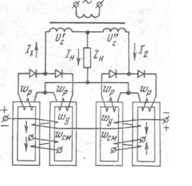 U'c U''c
I1 Iн Zн I2
wр wр wр wр
+ +
− −
wу wу
wсм wсм
Ф Ф Ф Ф